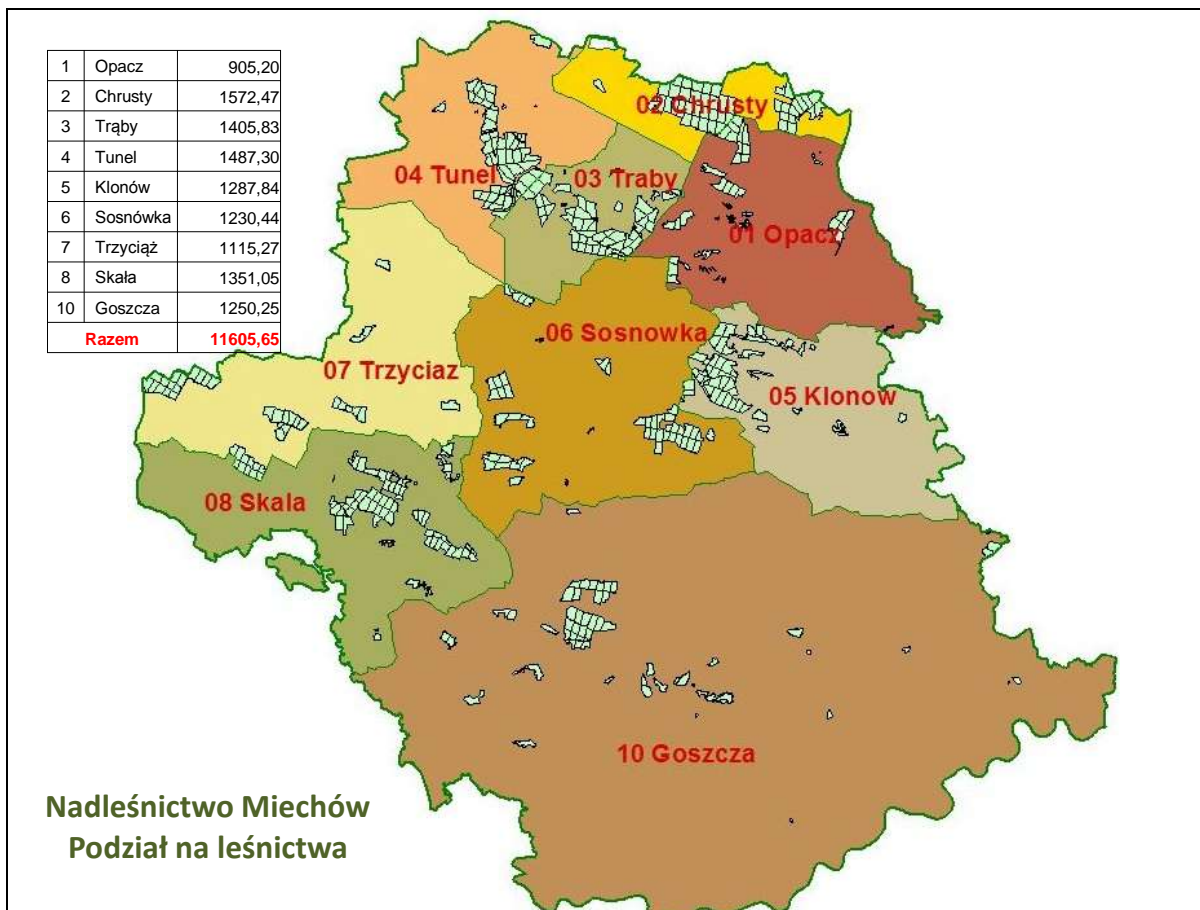 1 Opacz 905,20
2 Chrusty 1572,47
3 Trąby 1405,83
4 Tunel 1487,30
5 Klonów 1287,84
6 Sosnówka 1230,44
7 Trzyciąż 1115,27
8 Skała 1351,05
10 Goszcza 1250,25
Razem 11605,65
02 Chrusty
04 Tunel
03 Traby
01 Opacz
06 Sosnowka
07 Trzyciaz
05 Klonow
08 Skala
10 Goszcza
Nadleśnictwo Miechów
Podział na leśnictwa